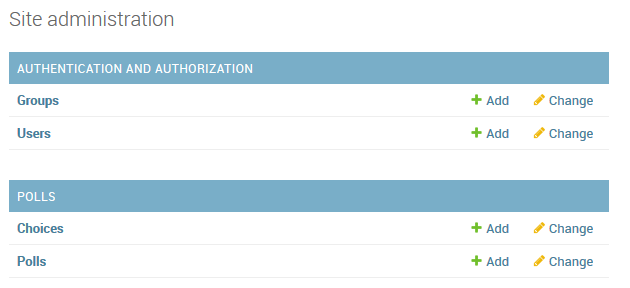 Site administration
AUTHENTICATION AND AUTHORIZATION
Groups Add Change
Users Add Change
POLLS
Choices Add Change
Polls Add Change